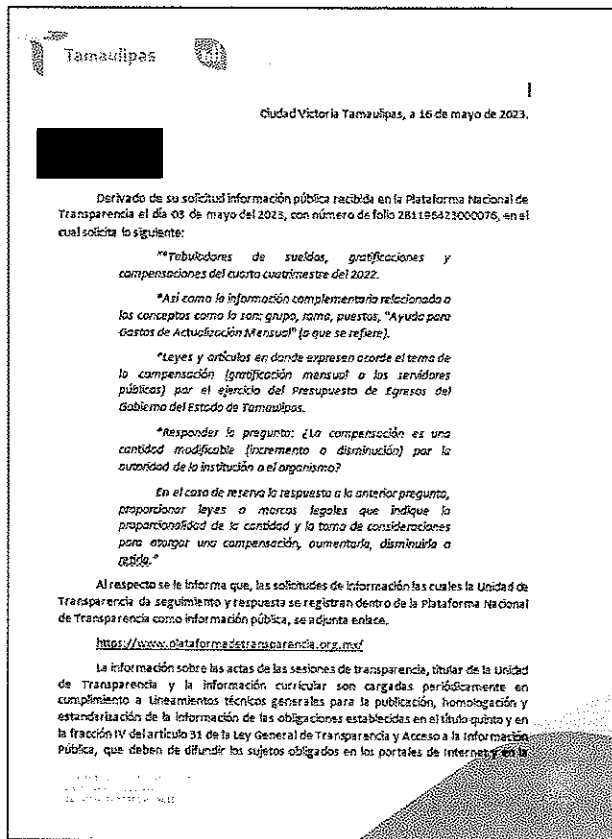 Tamaulipas
Ciudad Victoria Tamaulipas, a 16 de mayo de 2023.
Derivado de su solicitud información pública recibida en la Plataforma Nacional de
Transparencia el día 03 de mayo del 2023, con número de folio 281196423000076, en el
cual solicita lo siguiente:
"*Tabuladores de sueldos, gratificaciones y
compensaciones del cuarto cuatrimestre del 2022.
*Así como la información complementaria relacionada a
los conceptos como lo son: grupo, rama, puestos, "Ayuda para
Gastos de Actualización Mensual" (a que se refiere).
*Leyes y artículos en donde expresen acorde el tema de
la compensación (gratificación mensual a los servidores
públicos) por el ejercicio del Presupuesto de Egresos del
Gobierno del Estado de Tamaulipas.
*Responder la pregunta: ¿La compensación es una
cantidad modificable (incremento o disminución) por la
autoridad de la institución o el organismo?
En el caso de reserva la respuesta a la anterior pregunta,
proporcionar leyes o marcos legales que indique la
proporcionalidad de la cantidad y la toma de consideraciones
para otorgar una compensación, aumentarla, disminuirla o
retirla."
Al respecto se le informa que, las solicitudes de información las cuales la Unidad de
Transparencia da seguimiento y respuesta se registran dentro de la Plataforma Nacional
de Transparencia como información pública, se adjunta enlace.
https://www.plataformadetransparencia.org.mx/
La información sobre las actas de las sesiones de transparencia, titular de la Unidad
de Transparencia y la información curricular son cargadas periódicamente en
cumplimiento a Lineamientos técnicos generales para la publicación, homologación y
estandarización de la información de las obligaciones establecidas en el título quinto y en
la fracción IV del artículo 31 de la Ley General de Transparencia y Acceso a la Información
Pública, que deben de difundir los sujetos obligados en los portales de Internet y en la